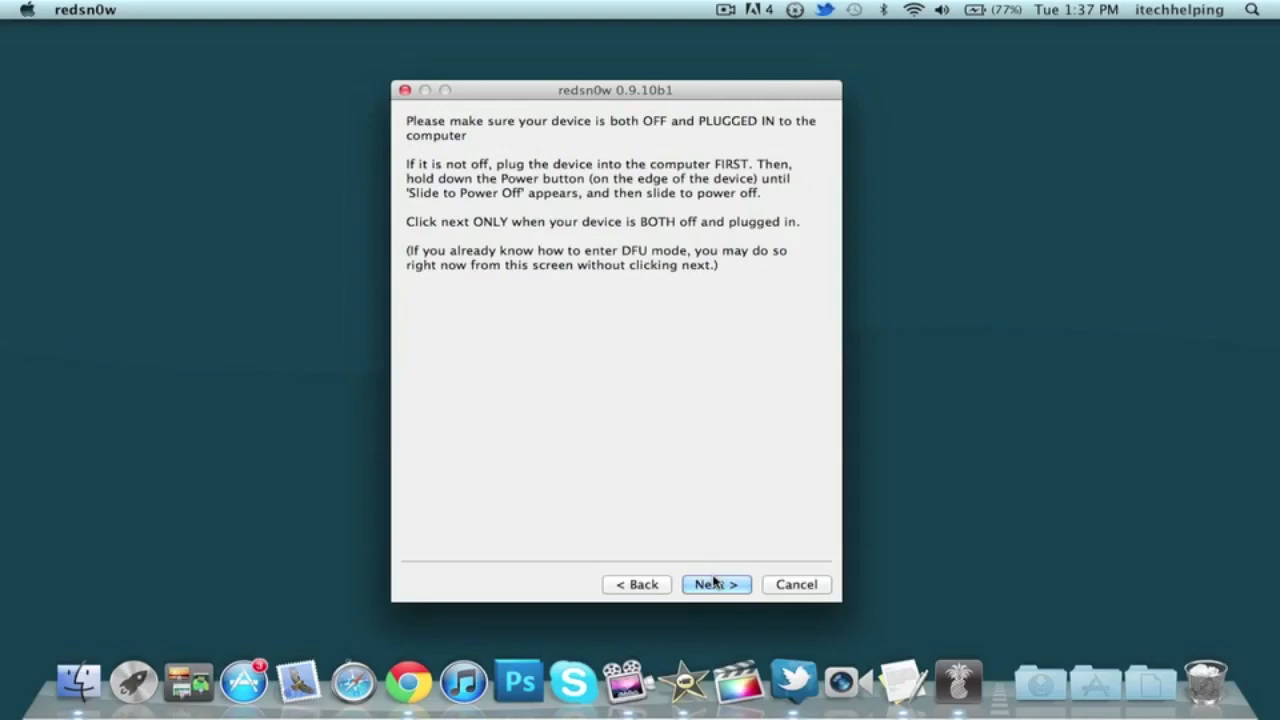 redsn0w
4
(77%)
Tue 1:37 PM
itechhelping
redsn0w 0.9.10b1
Please make sure your device is both OFF and PLUGGED IN to the
computer
If it is not off, plug the device into the computer FIRST. Then,
hold down the Power button (on the edge of the device) until
'Slide to Power Off' appears, and then slide to power off.
Click next ONLY when your device is BOTH off and plugged in.
(If you already know how to enter DFU mode, you may do so
right now from this screen without clicking next.)
< Back
Next >
Cancel
3
Ps
S